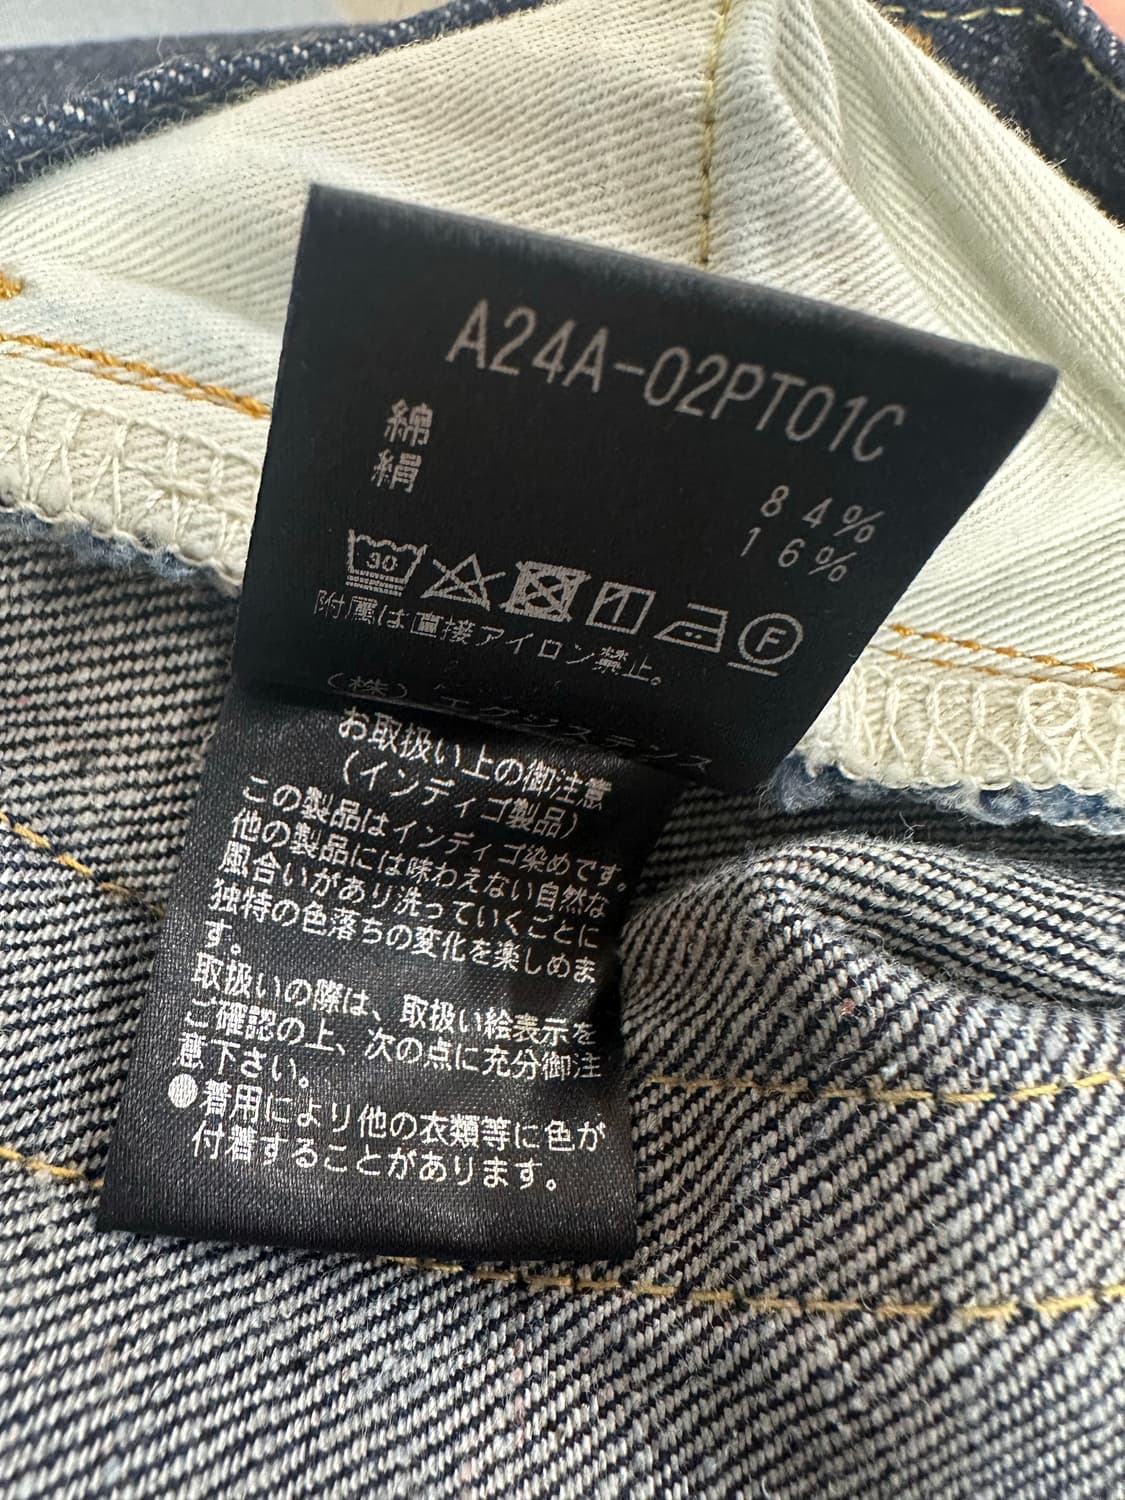 A24A-02PT01C
綿 84%
絹 16%
30 F
附属は直接アイロン禁止。
(株)エグジステンス
お取扱い上の御注意
(インディゴ製品)
この製品はインディゴ染めです。
他の製品には味わえない自然な
風合いがあり洗っていくごとに
独特の色落ちの変化を楽しめま
す。
取扱いの際は、取扱い絵表示を
ご確認の上、次の点に充分御注
意下さい。
●着用により他の衣類等に色が
付着することがあります。